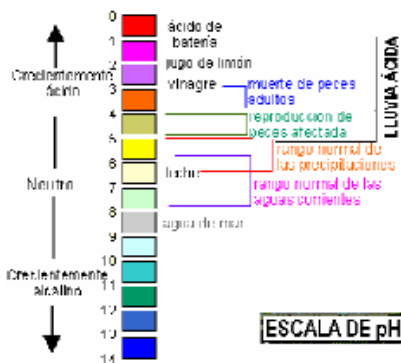 0
1
2
3
4
5
6
7
8
9
10
11
12
13
14
Crecientemente
ácido
Neutro
Crecientemente
alcalino
ácido de
batería
jugo de limón
vinagre
leche
agua de mar
muerte de peces
adultos
reproducción de
peces afectada
rango normal de
las precipitaciones
rango normal de las
aguas corrientes
LLUVIA ÁCIDA
ESCALA DE pH